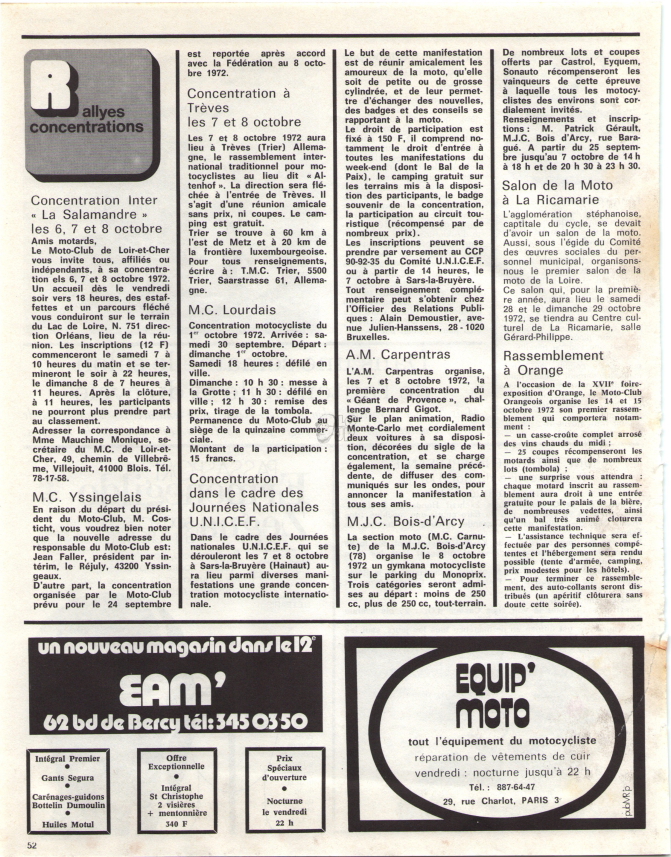 Rallyes
concentrations
Concentration Inter
« La Salamandre »
les 6, 7 et 8 octobre
Amis motards,
Le Moto-Club de Loir-et-Cher
vous invite tous, affiliés ou
indépendants, à sa concentra-
tion els 6, 7 et 8 octobre 1972.
Un accueil dès le vendredi
soir vers 18 heures, des estaf-
fettes et un parcours fléché
vous conduiront sur le terrain
du Lac de Loire, N. 751 direc-
tion Orléans, lieu de la réu-
nion. Les inscriptions (12 F)
commenceront le samedi 7 à
10 heures du matin et se ter-
mineront le soir à 22 heures,
le dimanche 8 de 7 heures à
11 heures. Après la clôture,
à 11 heures, les participants
ne pourront plus prendre part
au classement.
Adresser la correspondance à
Mme Mauchine Monique, se-
crétaire du M.C. de Loir-et-
Cher, 49, chemin de Villebrê-
me, Villejouit, 41000 Blois. Tél.
78-17-58.
M.C. Yssingelais
En raison du départ du prési-
dent du Moto-Club, M. Cos-
ticht, vous voudrez bien noter
que la nouvelle adresse du
responsable du Moto-Club est:
Jean Faller, président par in-
térim, le Réjuly, 43200 Yssin-
geaux.
D'autre part, la concentration
organisée par le Moto-Club
prévu pour le 24 septembre
est reportée après accord
avec la Fédération au 8 octo-
bre 1972.
Concentration à
Trèves
les 7 et 8 octobre
Les 7 et 8 octobre 1972 aura
lieu à Trèves (Trier) Allema-
gne, le rassemblement inter-
national traditionnel pour mo-
tocyclistes au lieu dit « Al-
tenhof ». La direction sera flé-
chée à l'entrée de Trèves. Il
s'agit d'une réunion amicale
sans prix, ni coupes. Le cam-
ping est gratuit.
Trier se trouve à 60 km à
l'est de Metz et à 20 km de
la frontière luxembourgeoise.
Pour tous renseignements,
écrire à : T.M.C. Trier, 5500
Trier, Saarstrasse 61, Allema-
gne.
M.C. Lourdais
Concentration motocycliste du
1er octobre 1972. Arrivée : sa-
medi 30 septembre. Départ :
dimanche 1er octobre.
Samedi 18 heures : défilé en
ville.
Dimanche : 10 h 30 : messe à
la Grotte ; 11 h 30 : défilé en
ville ; 12 h 30 : remise des
prix, tirage de la tombola.
Permanence du Moto-Club au
siège de la quinzaine commer-
ciale.
Montant de la participation :
15 francs.
Concentration
dans le cadre des
Journées Nationales
U.N.I.C.E.F.
Dans le cadre des Journées
nationales U.N.I.C.E.F. qui se
dérouleront les 7 et 8 octobre
à Sars-la-Bruyère (Hainaut) au-
ra lieu parmi diverses mani-
festations une grande concen-
tration motocycliste internatio-
nale.
Le but de cette manifestation
est de réunir amicalement les
amoureux de la moto, qu'elle
soit de petite ou de grosse
cylindrée, et de leur permet-
tre d'échanger des nouvelles,
des badges et des conseils se
rapportant à la moto.
Le droit de participation est
fixé à 150 F, il comprend no-
tamment le droit d'entrée à
toutes les manifestations du
week-end (dont le Bal de la
Paix), le camping gratuit sur
les terrains mis à la disposi-
tion des participants, le badge
souvenir de la concentration,
la participation au circuit tou-
ristique (récompensé par de
nombreux prix).
Les inscriptions peuvent se
prendre par versement au CCP
90-92-35 du Comité U.N.I.C.E.F.
ou à partir de 14 heures, le
7 octobre à Sars-la-Bruyère.
Tout renseignement complé-
mentaire peut s'obtenir chez
l'Officier des Relations Publi-
ques : Alain Demoustier, ave-
nue Julien-Hanssens, 28 - 1020
Bruxelles.
A.M. Carpentras
L'A.M. Carpentras organise,
les 7 et 8 octobre 1972, la
première concentration du
« Géant de Provence », chal-
lenge Bernard Gigot.
Sur le plan animation, Radio
Monte-Carlo met cordialement
deux voitures à sa disposi-
tion, décorées du sigle de la
concentration, et se charge
également, la semaine précé-
dente, de diffuser des com-
muniqués sur les ondes, pour
annoncer la manifestation à
tous ses amis.
M.J.C. Bois-d'Arcy
La section moto (M.C. Carnu-
te) de la M.J.C. Bois-d'Arcy
(78) organise le 8 octobre
1972 un gymkana motocycliste
sur le parking du Monoprix.
Trois catégories seront admi-
ses au départ : moins de 250
cc, plus de 250 cc, tout-terrain.
De nombreux lots et coupes
offerts par Castrol, Eyquem,
Sonauto récompenseront les
vainqueurs de cette épreuve
à laquelle tous les motocy-
clistes des environs sont cor-
dialement invités.
Renseignements et inscrip-
tions : M. Patrick Gérault,
M.J.C. Bois d'Arcy, rue Bara-
gué. A partir du 25 septem-
bre jusqu'au 7 octobre de 14 h
à 18 h et de 20 h 30 à 23 h 30.
Salon de la Moto
à La Ricamarie
L'agglomération stéphanoise,
captitale du cycle, se devait
d'avoir un salon de la moto.
Aussi, sous l'égide du Comité
des œuvres sociales du per-
sonnel municipal, organisons-
nous le premier salon de la
moto de la Loire.
Ce salon qui, pour la premiè-
re année, aura lieu le samedi
28 et le dimanche 29 octobre
1972, se tiendra au Centre cul-
turel de La Ricamarie, salle
Gérard-Philippe.
Rassemblement
à Orange
A l'occasion de la XVIIe foire-
exposition d'Orange, le Moto-Club
Orangeois organise les 14 et 15
octobre 1972 son premier rassem-
blement qui comportera notam-
ment :
— un casse-croûte complet arrosé
des vins chauds du midi ;
— 25 coupes récompenseront les
motards ainsi que de nombreux
lots (tombola) ;
— une surprise vous attendra :
chaque motard inscrit au rassem-
blement aura droit à une entrée
gratuite pour le palais de la bière,
de nombreuses vedettes, ainsi
qu'un bal très animé clôturera
cette manifestation.
— L'assistance technique sera ef-
fectuée par des personnes compé-
tentes et l'hébergement sera rendu
possible (tente d'armée, camping,
prix modestes pour les hôtels).
— Pour terminer ce rassemble-
ment, des auto-collants seront dis-
tribués (un apéritif clôturera sans
doute cette soirée).
un nouveau magasin dans le 12e
EAM'
62 bd de Bercy tél: 345 03 50
Intégral Premier
•
Gants Segura
•
Carénages-guidons
Bottelin Dumoulin
•
Huiles Motul
Offre
Exceptionnelle
•
Intégral
St Christophe
2 visières
+ mentonnière
340 F
Prix
Spéciaux
d'ouverture
•
Nocturne
le vendredi
22 h
EQUIP'
MOTO
tout l'équipement du motocycliste
réparation de vêtements de cuir
vendredi : nocturne jusqu'à 22 h
Tél. : 887-64-47
29, rue Charlot, PARIS 3e
52